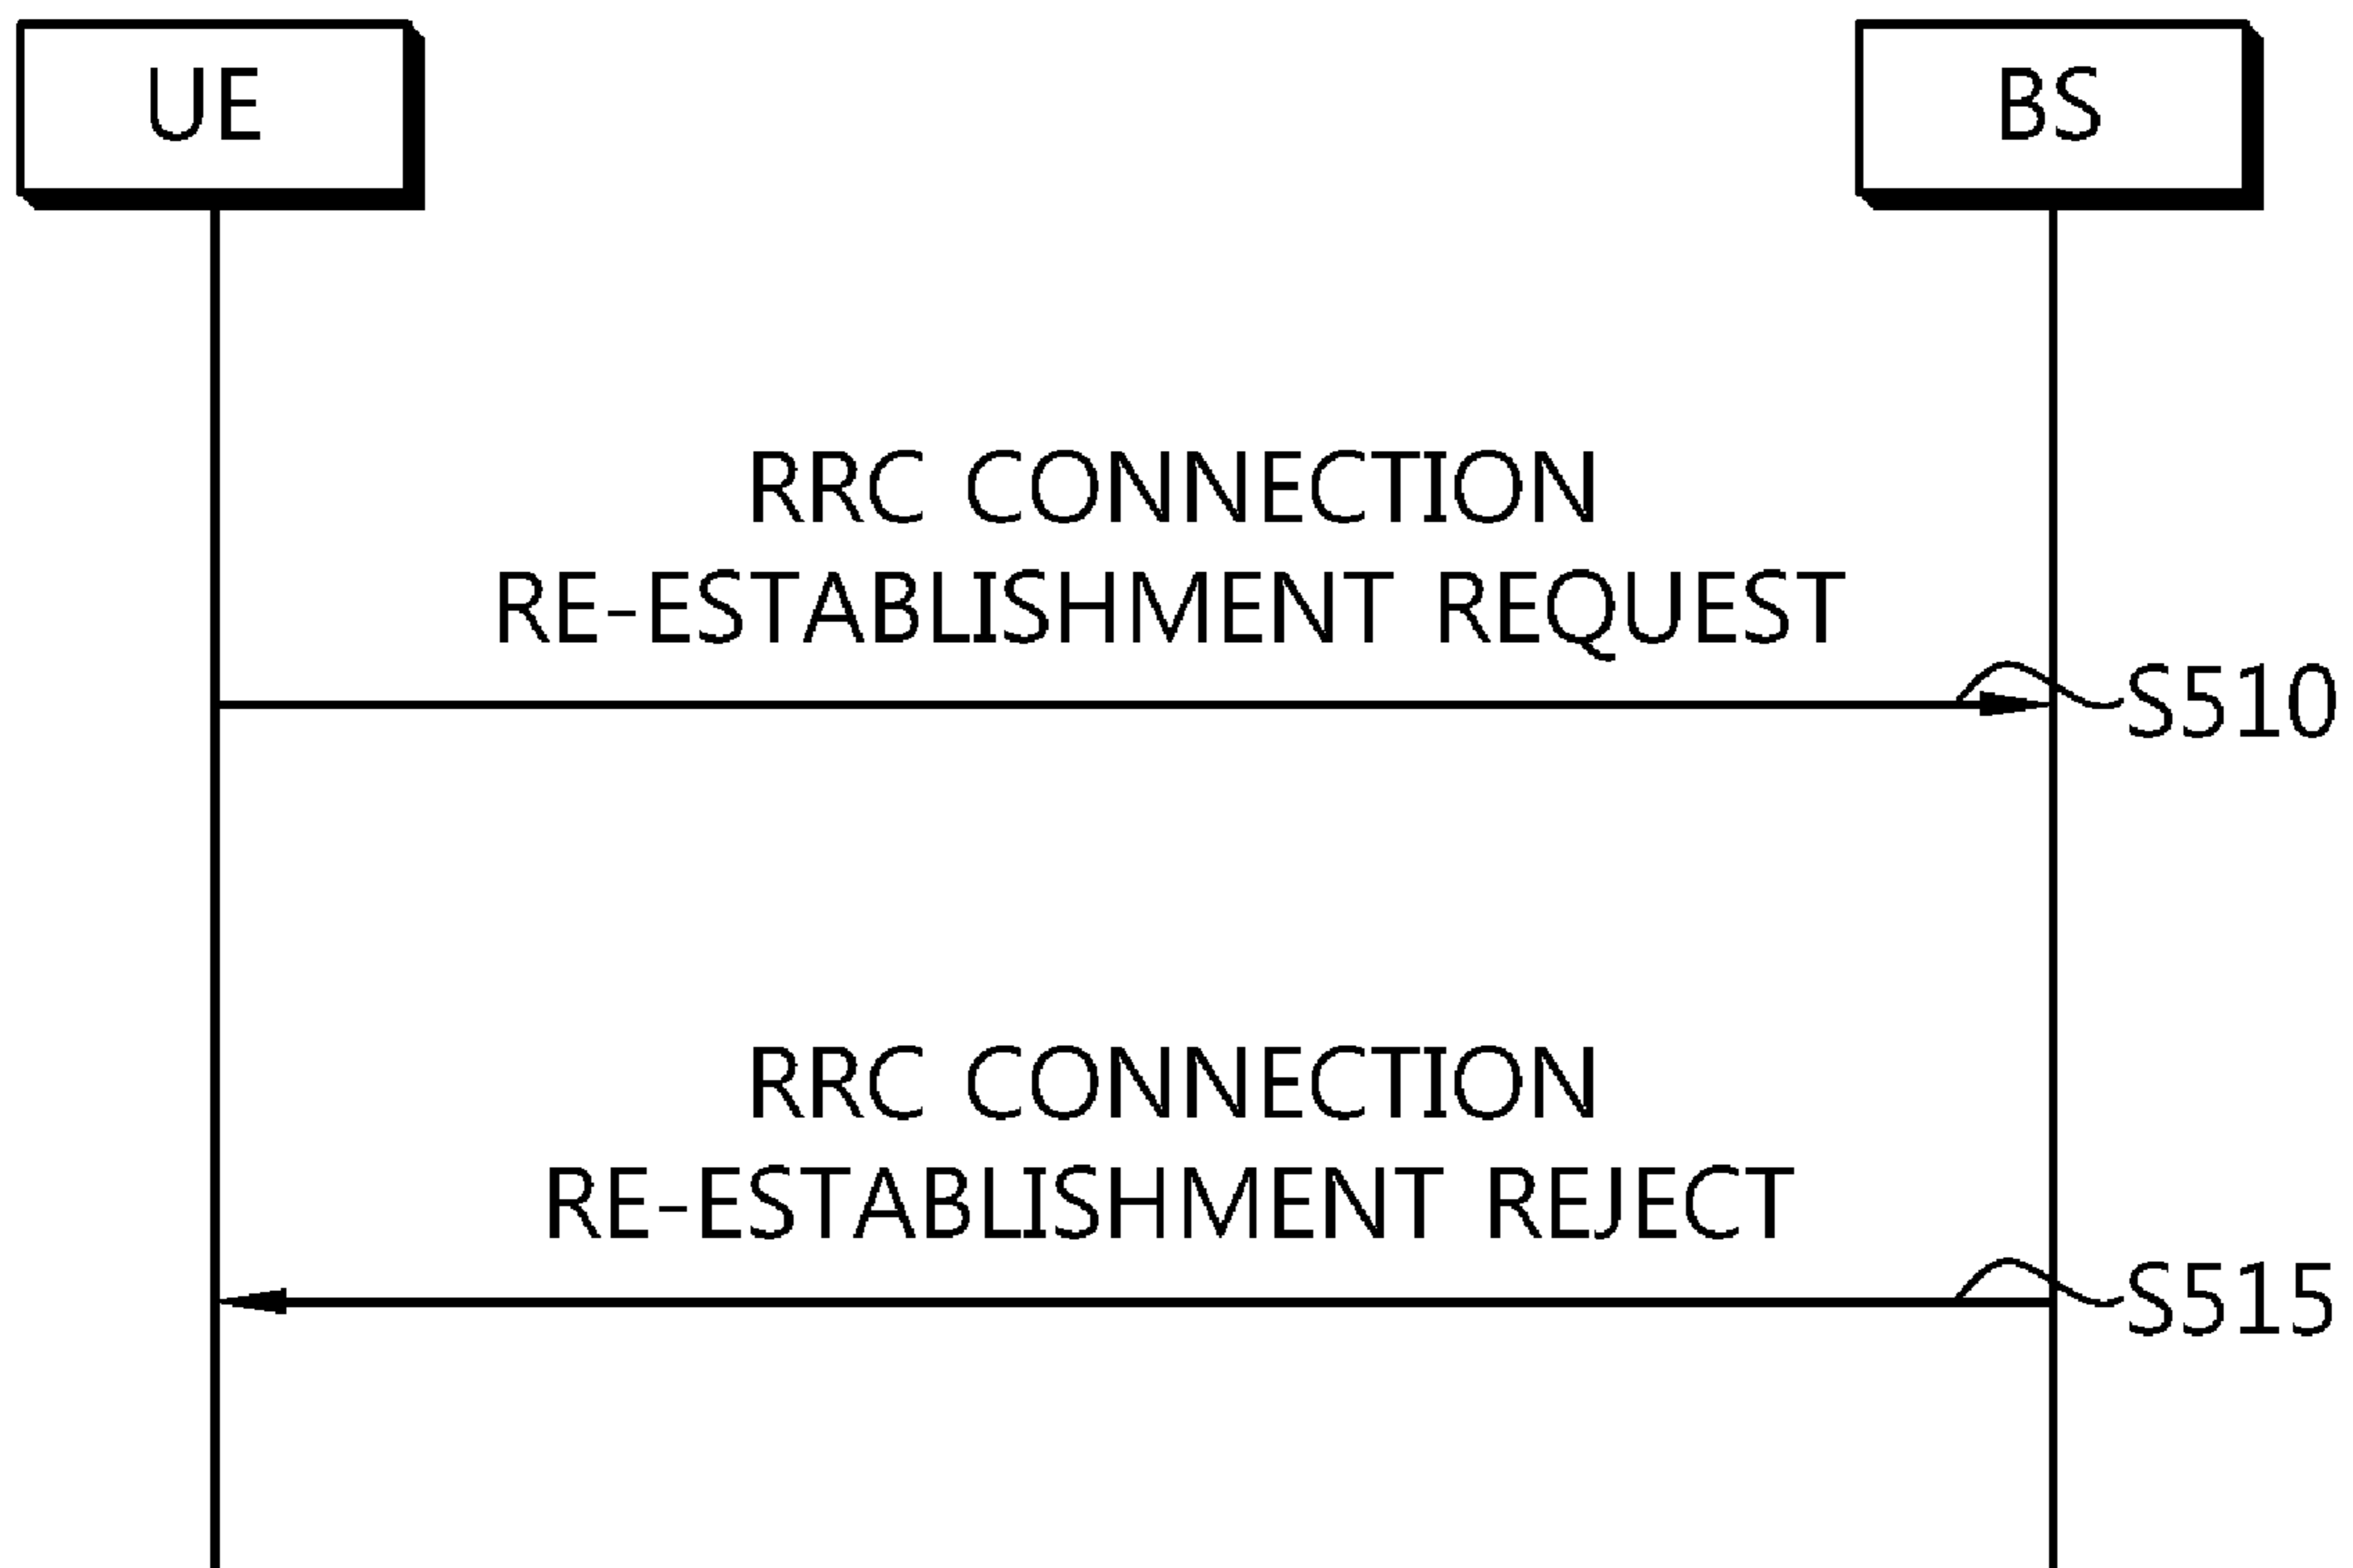 UE
BS
RRC CONNECTION
RE-ESTABLISHMENT REQUEST
S510
RRC CONNECTION
RE-ESTABLISHMENT REJECT
S515